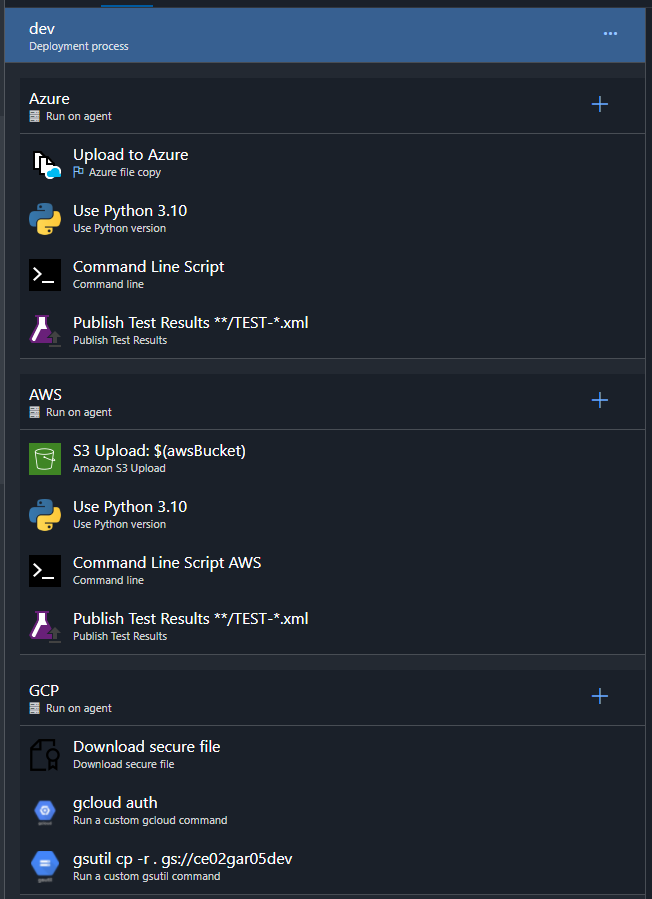 dev
Deployment process
Azure
Run on agent
Upload to Azure
Azure file copy
Use Python 3.10
Use Python version
Command Line Script
Command line
Publish Test Results **/TEST-*.xml
Publish Test Results
AWS
Run on agent
S3 Upload: $(awsBucket)
Amazon S3 Upload
Use Python 3.10
Use Python version
Command Line Script AWS
Command line
Publish Test Results **/TEST-*.xml
Publish Test Results
GCP
Run on agent
Download secure file
Download secure file
gcloud auth
Run a custom gcloud command
gsutil cp -r . gs://ce02gar05dev
Run a custom gsutil command